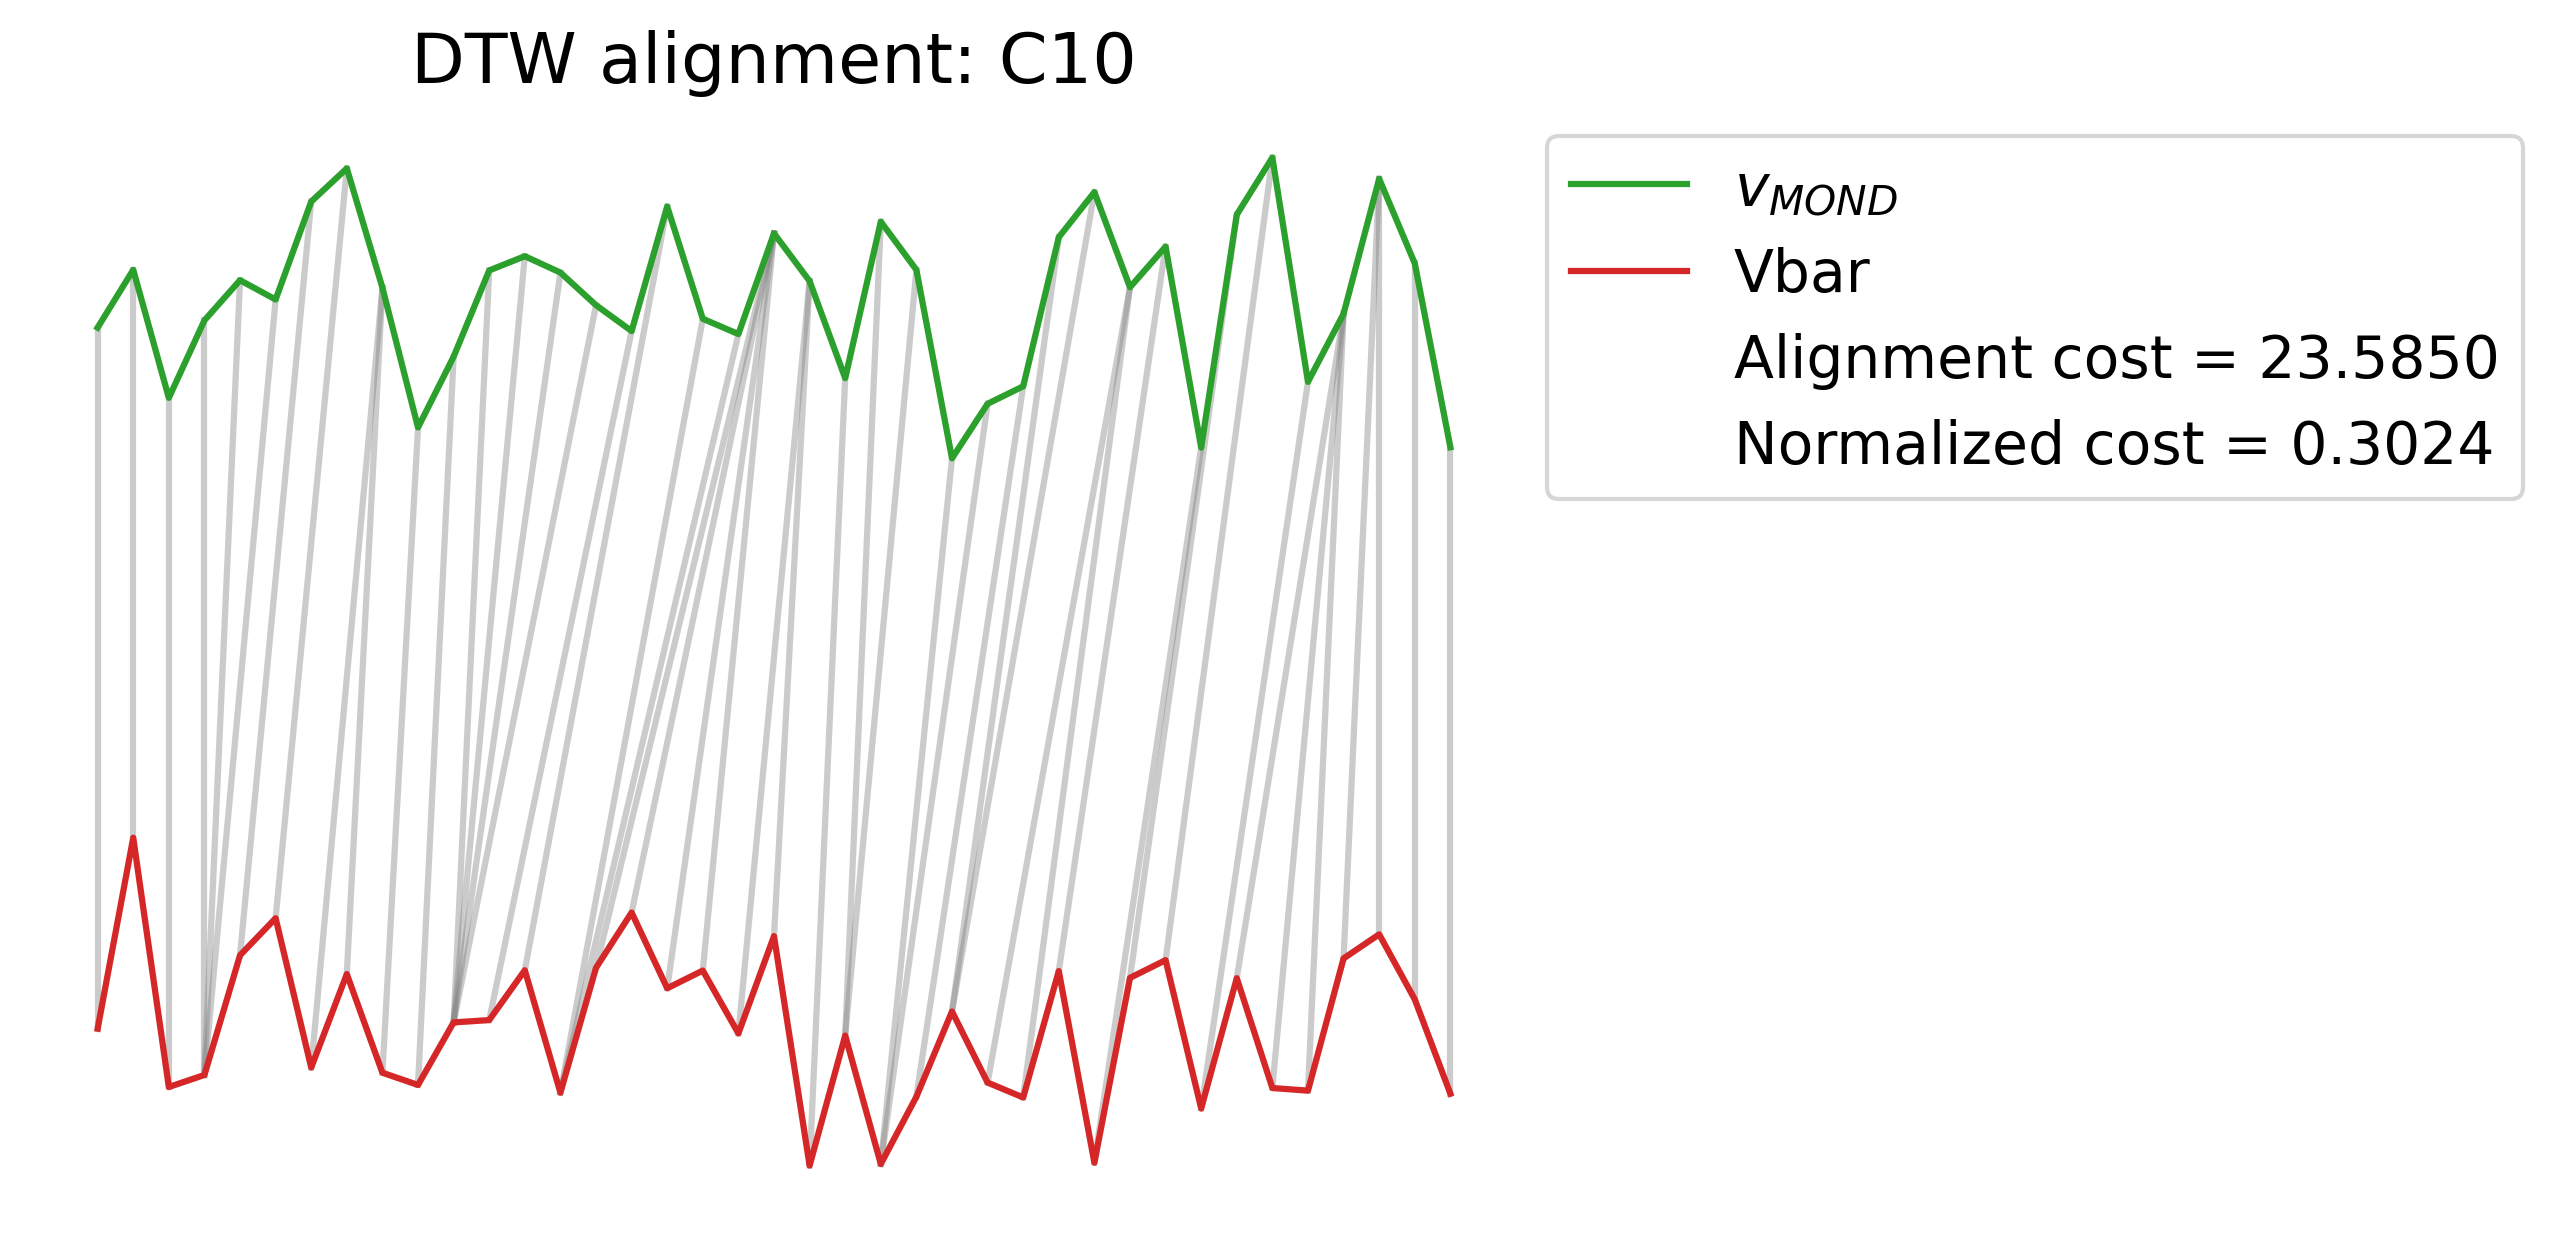 DTW alignment: C10
v_MOND
Vbar
Alignment cost = 23.5850
Normalized cost = 0.3024